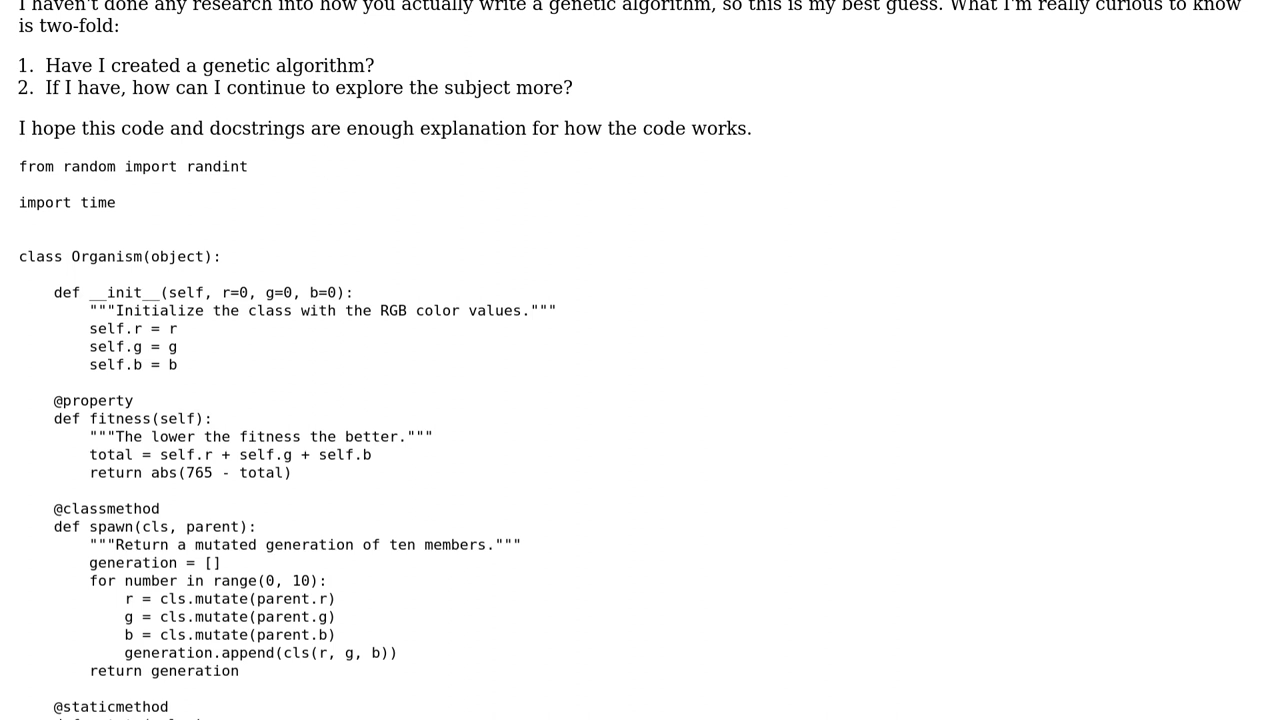 I haven't done any research into how you actually write a genetic algorithm, so this is my best guess. What I'm really curious to know
is two-fold:
1. Have I created a genetic algorithm?
2. If I have, how can I continue to explore the subject more?
I hope this code and docstrings are enough explanation for how the code works.
from random import randint
import time
class Organism(object):
    def __init__(self, r=0, g=0, b=0):
        """Initialize the class with the RGB color values."""
        self.r = r
        self.g = g
        self.b = b
    @property
    def fitness(self):
        """The lower the fitness the better."""
        total = self.r + self.g + self.b
        return abs(765 - total)
    @classmethod
    def spawn(cls, parent):
        """Return a mutated generation of ten members."""
        generation = []
        for number in range(0, 10):
            r = cls.mutate(parent.r)
            g = cls.mutate(parent.g)
            b = cls.mutate(parent.b)
            generation.append(cls(r, g, b))
        return generation
    @staticmethod